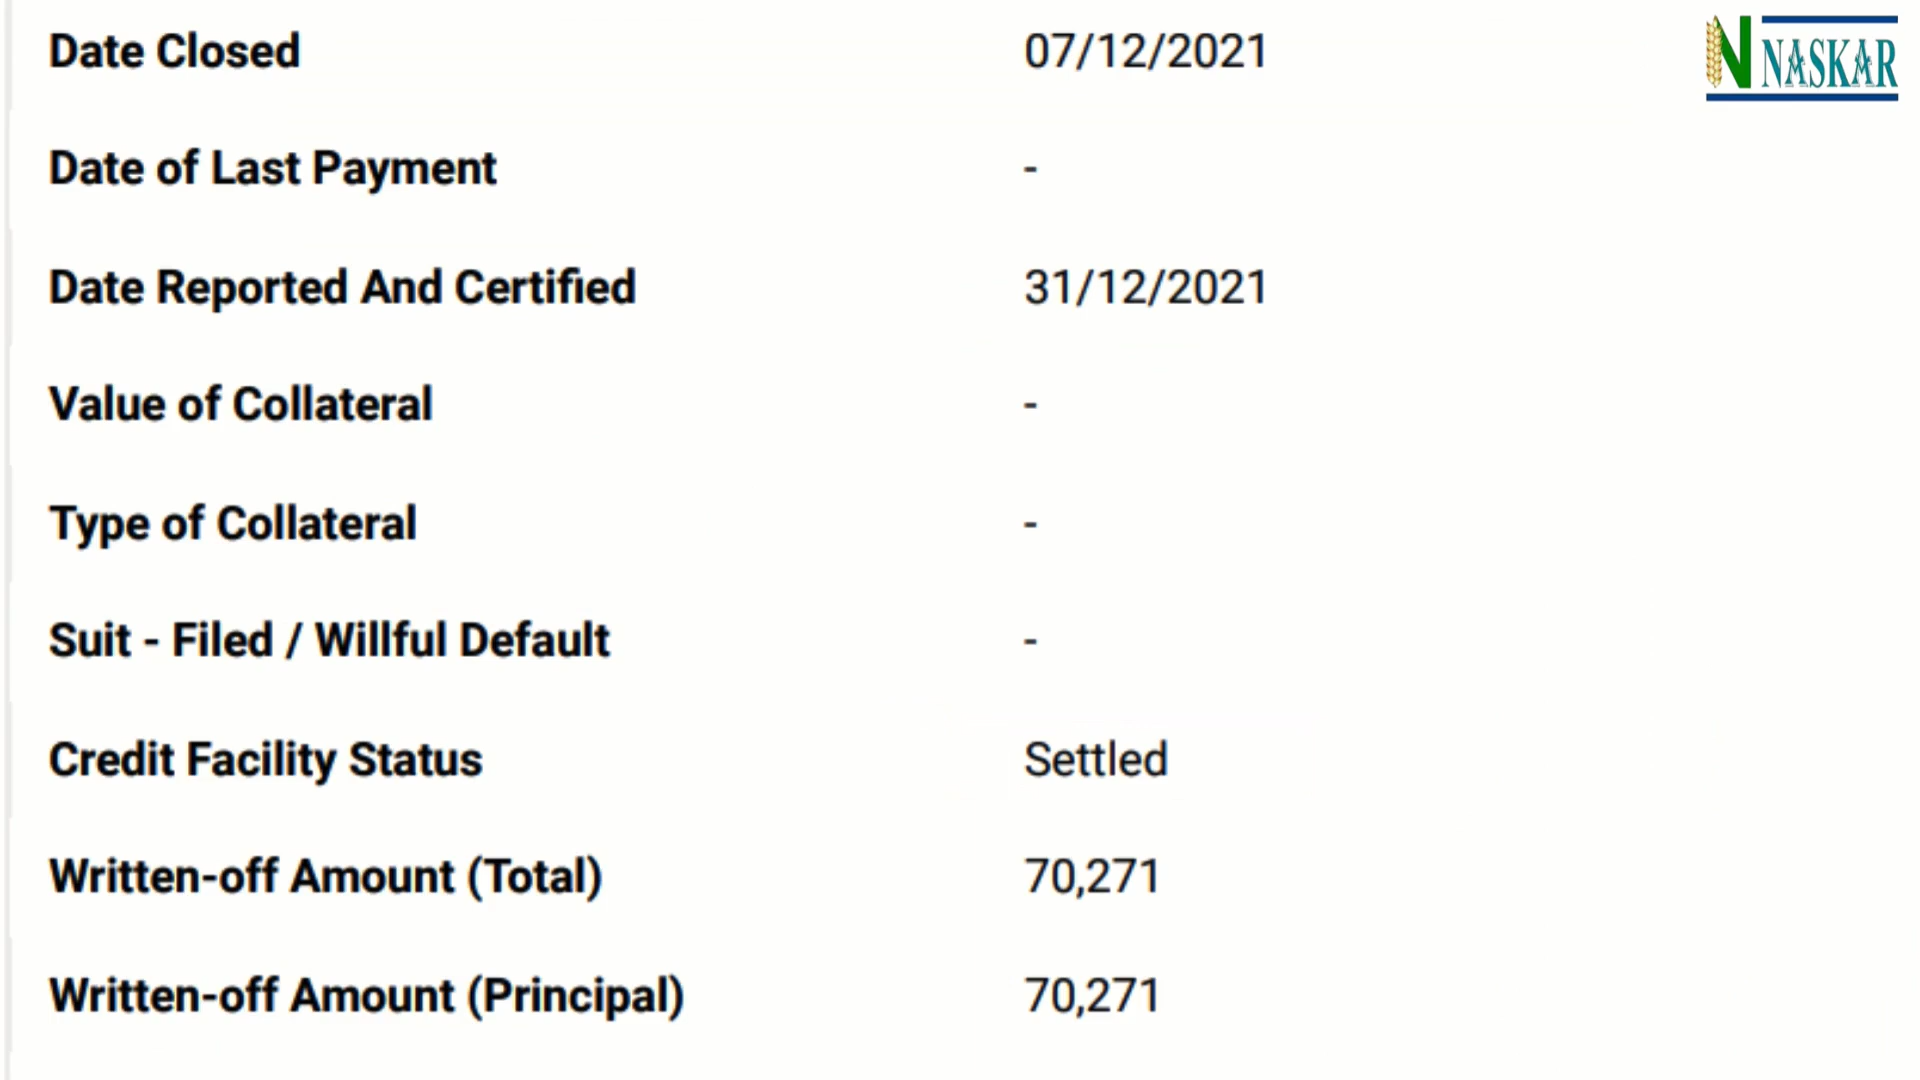 Date Closed 07/12/2021
NASKAR
Date of Last Payment -
Date Reported And Certified 31/12/2021
Value of Collateral -
Type of Collateral -
Suit - Filed / Willful Default -
Credit Facility Status Settled
Written-off Amount (Total) 70,271
Written-off Amount (Principal) 70,271